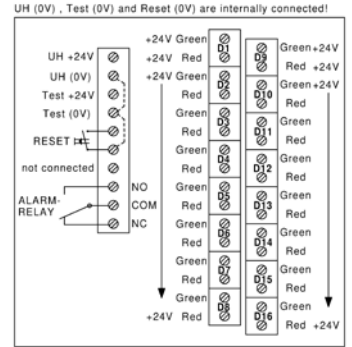 UH (0V) , Test (0V) and Reset (0V) are internally connected!
UH +24V
UH (0V)
Test +24V
Test (0V)
RESET
not connected
NO
ALARM-
RELAY
COM
NC
+24V Green
D1
+24V Red
+24V Green
D2
Red
Green
D3
Red
Green
D4
Red
Green
D5
Red
Green
D6
Red
Green
D7
Red
Green
D8
+24V Red
Green +24V
D9
Red +24V
Green +24V
D10
Red
Green
D11
Red
Green
D12
Red
Green
D13
Red
Green
D14
Red
Green
D15
Red
Green
D16
Red +24V